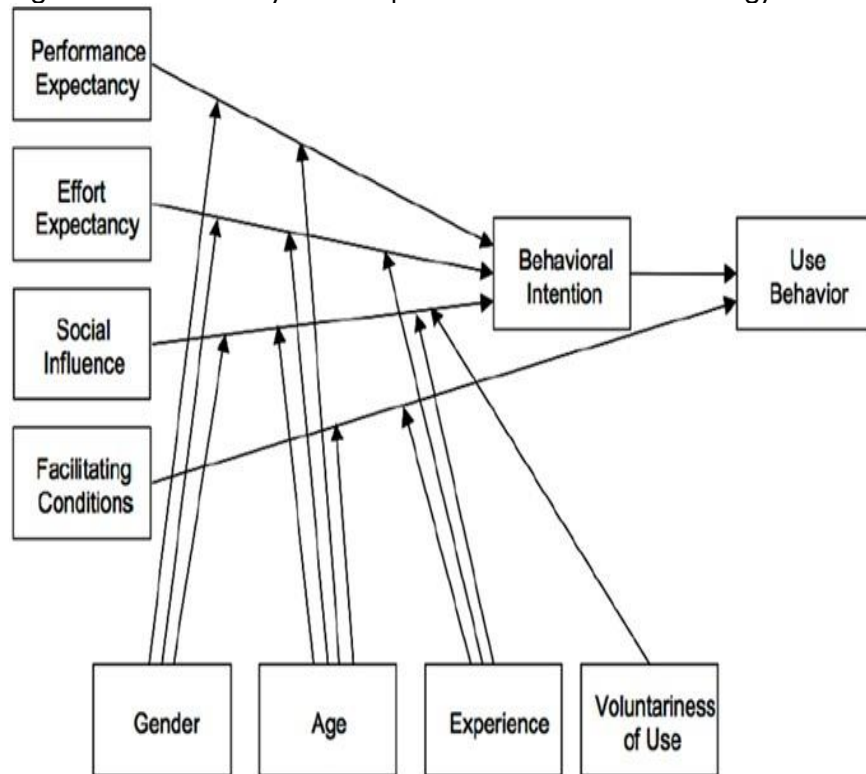 Performance
Expectancy
Effort
Expectancy
Social
Influence
Facilitating
Conditions
Behavioral
Intention
Use
Behavior
Gender
Age
Experience
Voluntariness
of Use